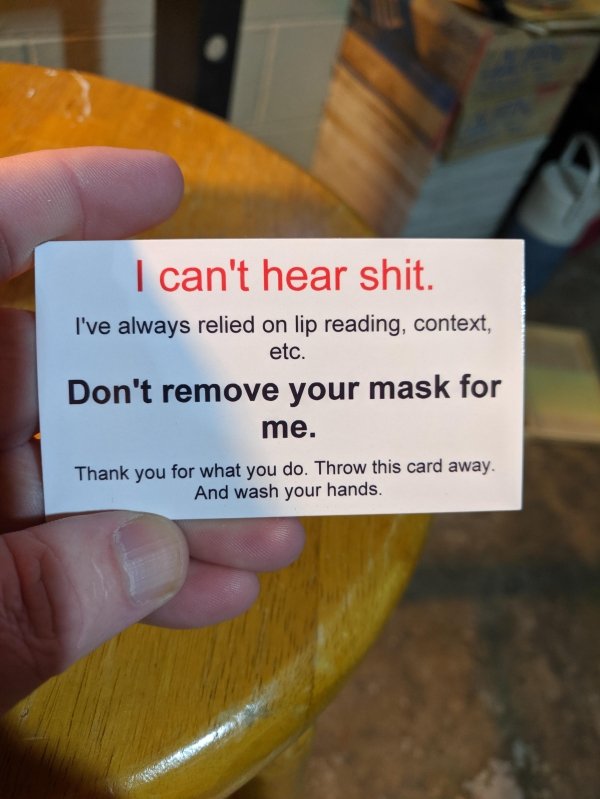 I can't hear shit.
I've always relied on lip reading, context,
etc.
Don't remove your mask for
me.
Thank you for what you do. Throw this card away.
And wash your hands.